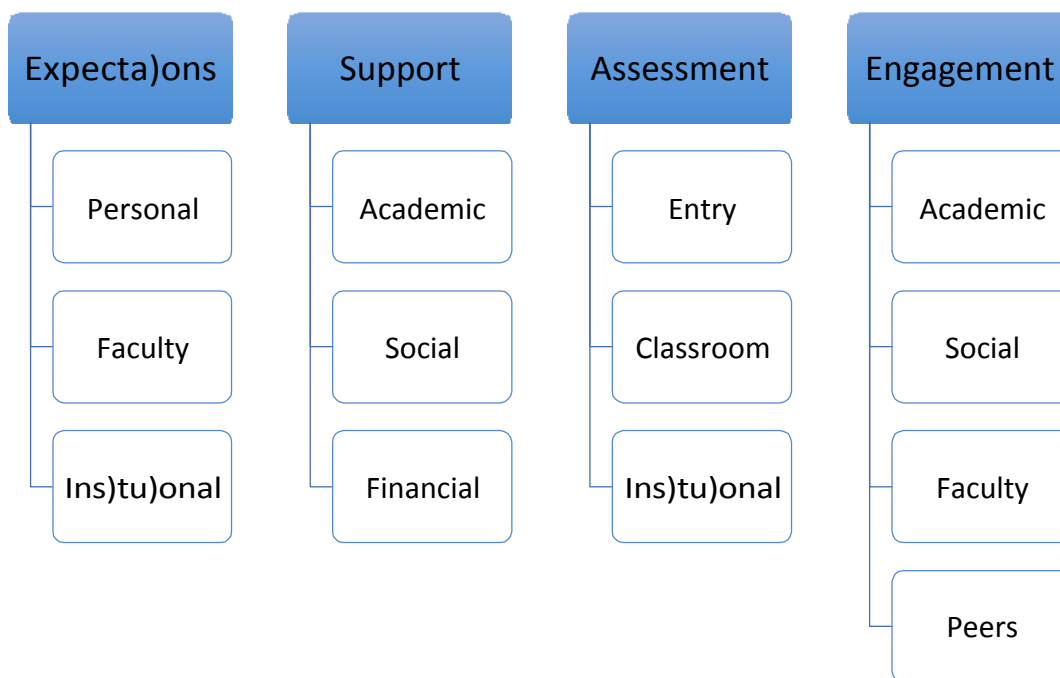 Expecta)ons
Personal
Faculty
Ins)tu)onal
Support
Academic
Social
Financial
Assessment
Entry
Classroom
Ins)tu)onal
Engagement
Academic
Social
Faculty
Peers